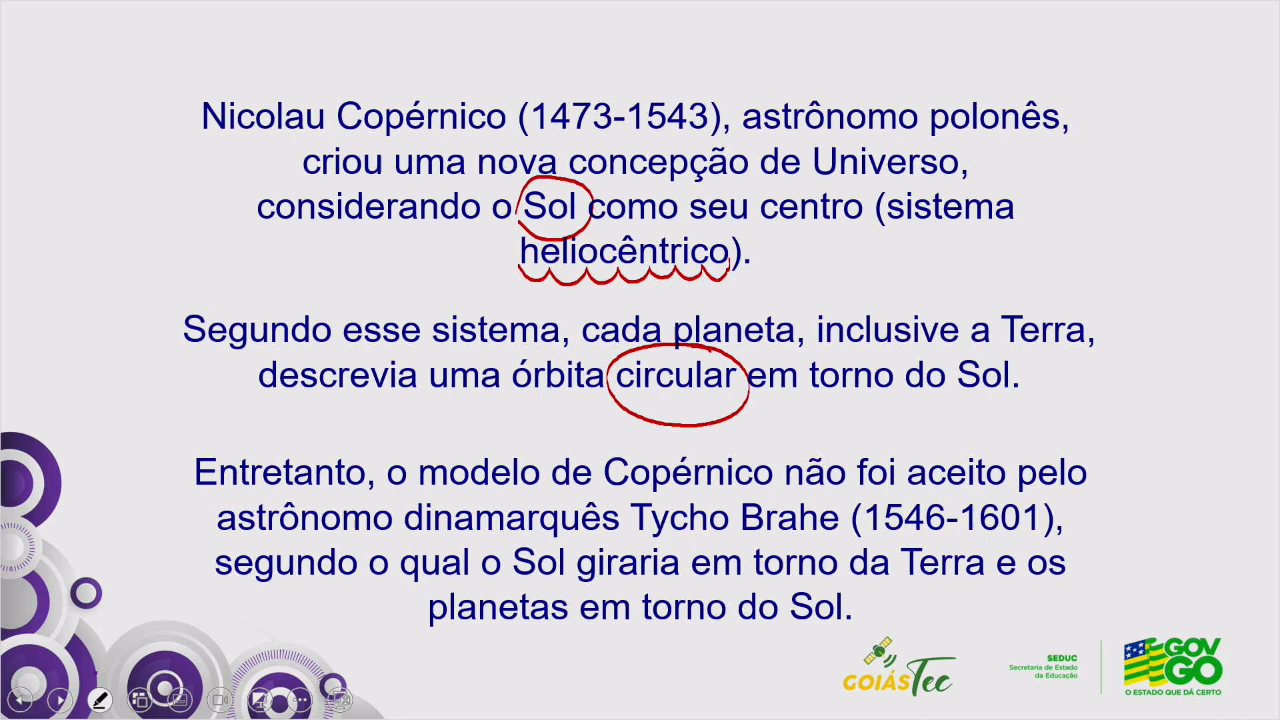 Nicolau Copérnico (1473-1543), astrônomo polonês,
criou uma nova concepção de Universo,
considerando o Sol como seu centro (sistema
heliocêntrico).
Segundo esse sistema, cada planeta, inclusive a Terra,
descrevia uma órbita circular em torno do Sol.
Entretanto, o modelo de Copérnico não foi aceito pelo
astrônomo dinamarquês Tycho Brahe (1546-1601),
segundo o qual o Sol giraria em torno da Terra e os
planetas em torno do Sol.
GOIÁSTec
SEDUC
Secretaria de Estado
da Educação
GOV
GO
O ESTADO QUE DÁ CERTO